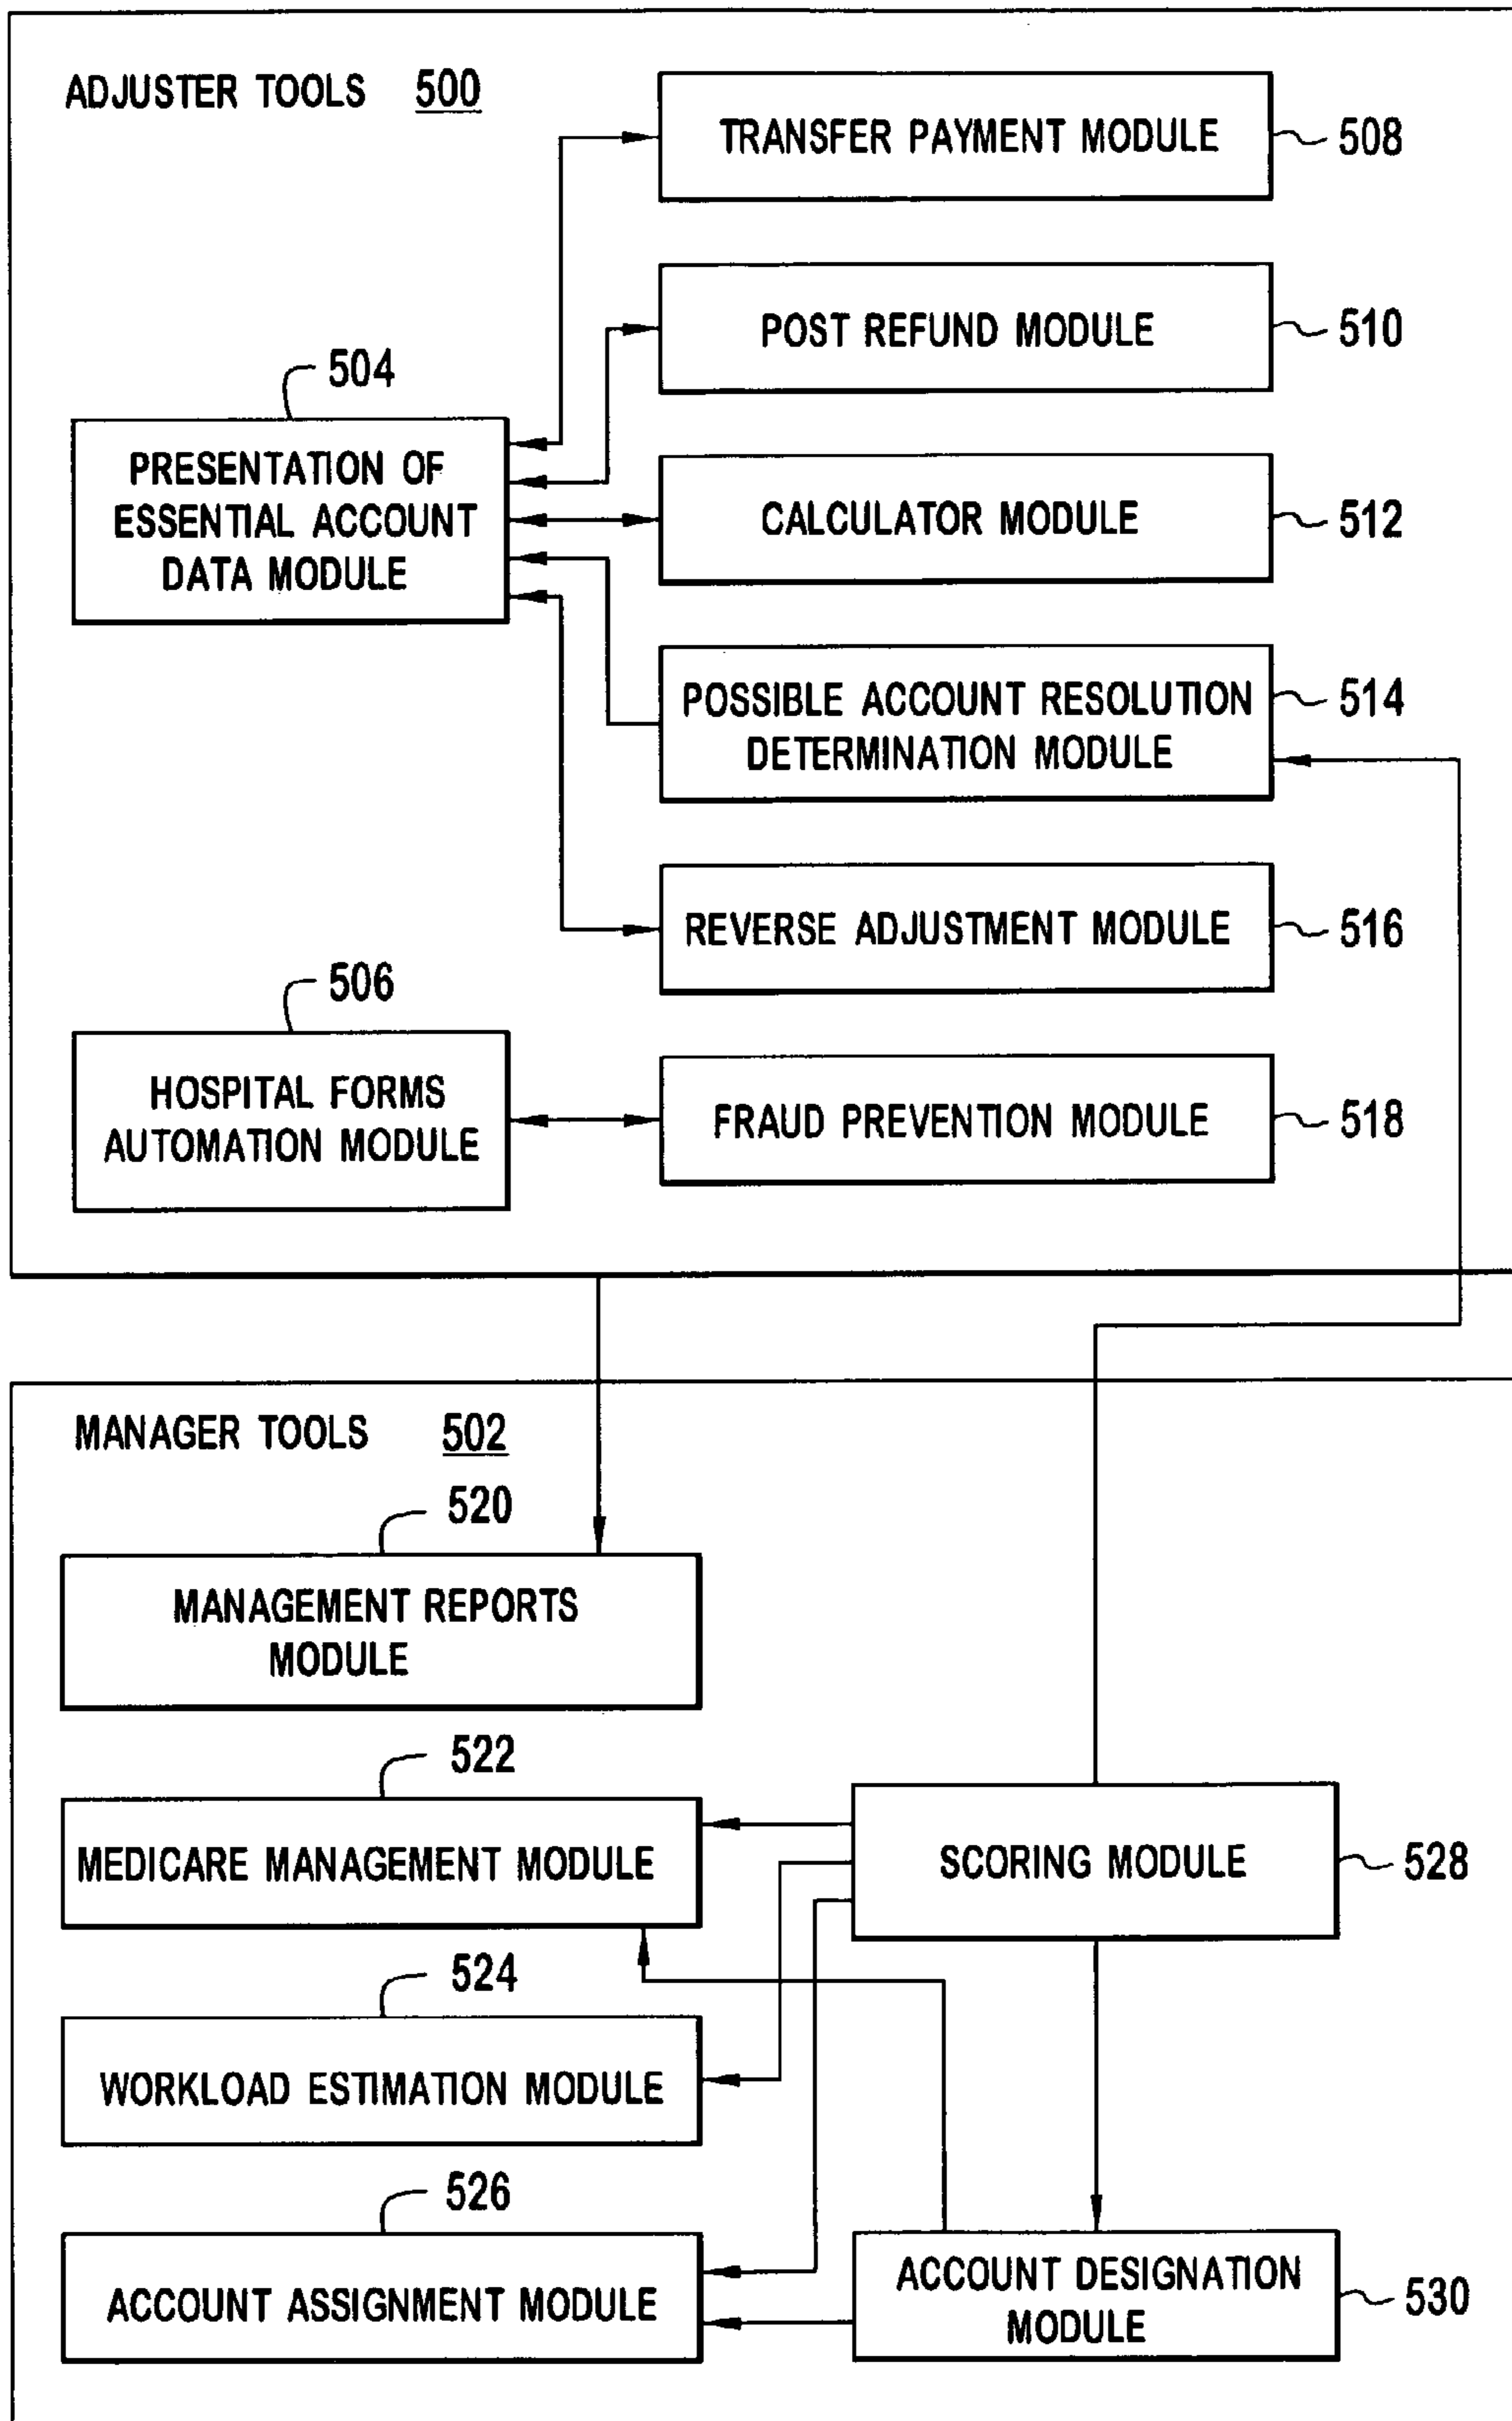 ADJUSTER TOOLS 500
TRANSFER PAYMENT MODULE
508
POST REFUND MODULE
510
504
PRESENTATION OF
ESSENTIAL ACCOUNT
DATA MODULE
CALCULATOR MODULE
512
POSSIBLE ACCOUNT RESOLUTION
DETERMINATION MODULE
514
REVERSE ADJUSTMENT MODULE
516
506
HOSPITAL FORMS
AUTOMATION MODULE
FRAUD PREVENTION MODULE
518
MANAGER TOOLS 502
520
MANAGEMENT REPORTS
MODULE
522
MEDICARE MANAGEMENT MODULE
SCORING MODULE
528
524
WORKLOAD ESTIMATION MODULE
526
ACCOUNT ASSIGNMENT MODULE
ACCOUNT DESIGNATION
MODULE
530